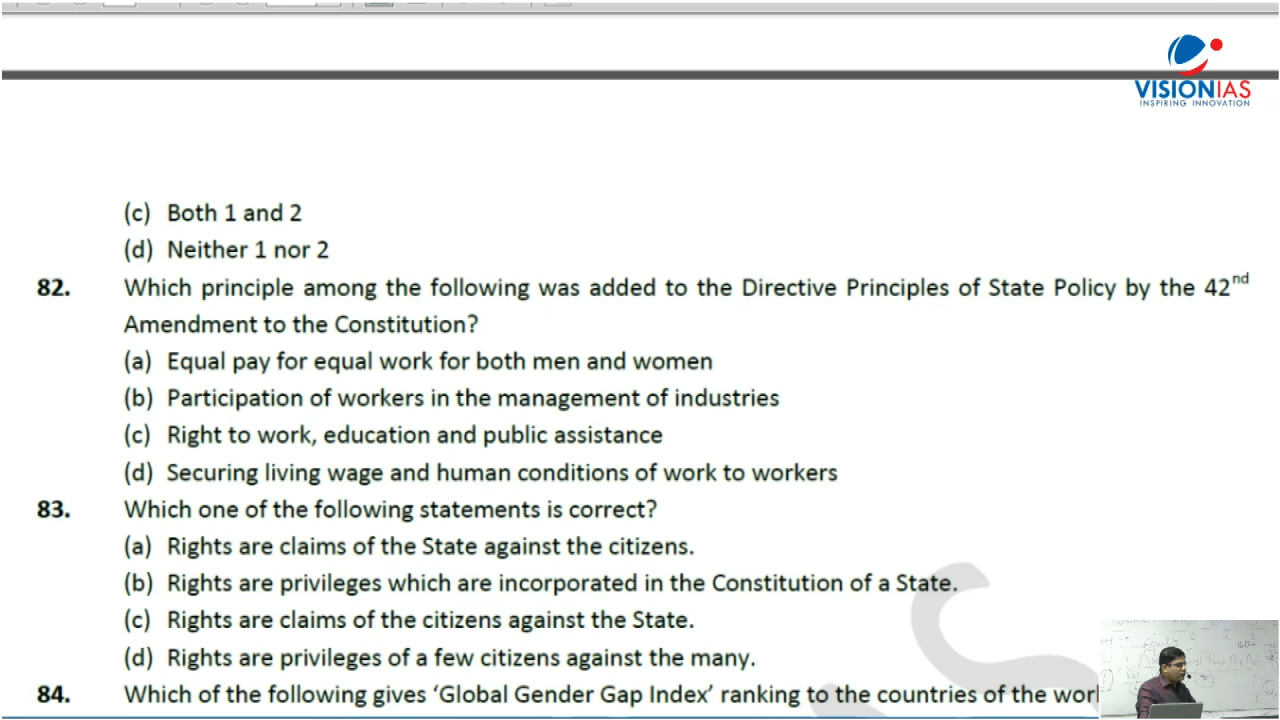 VISIONIAS
INSPIRING INNOVATION
(c) Both 1 and 2
(d) Neither 1 nor 2
82. Which principle among the following was added to the Directive Principles of State Policy by the 42nd
Amendment to the Constitution?
(a) Equal pay for equal work for both men and women
(b) Participation of workers in the management of industries
(c) Right to work, education and public assistance
(d) Securing living wage and human conditions of work to workers
83. Which one of the following statements is correct?
(a) Rights are claims of the State against the citizens.
(b) Rights are privileges which are incorporated in the Constitution of a State.
(c) Rights are claims of the citizens against the State.
(d) Rights are privileges of a few citizens against the many.
84. Which of the following gives ‘Global Gender Gap Index’ ranking to the countries of the